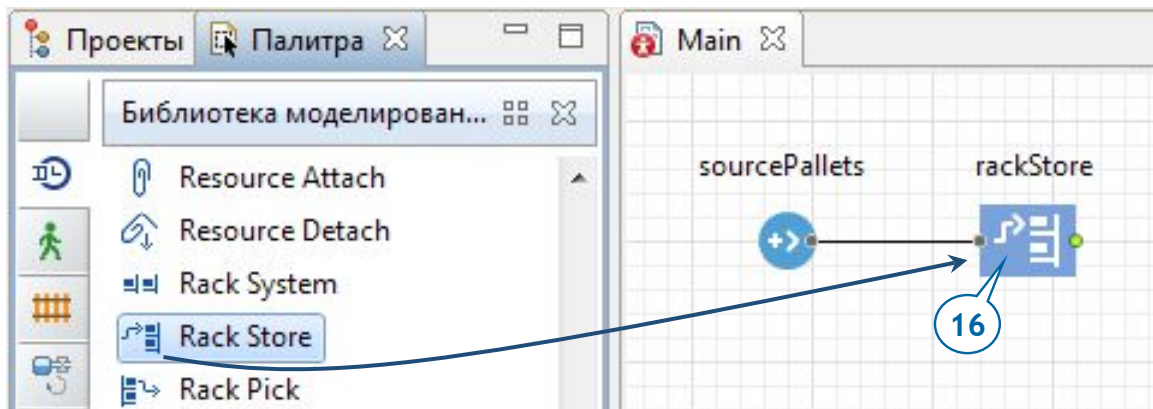 Проекты
Палитра
Main
Библиотека моделирован...
Resource Attach
Resource Detach
Rack System
Rack Store
Rack Pick
sourcePallets
rackStore
16